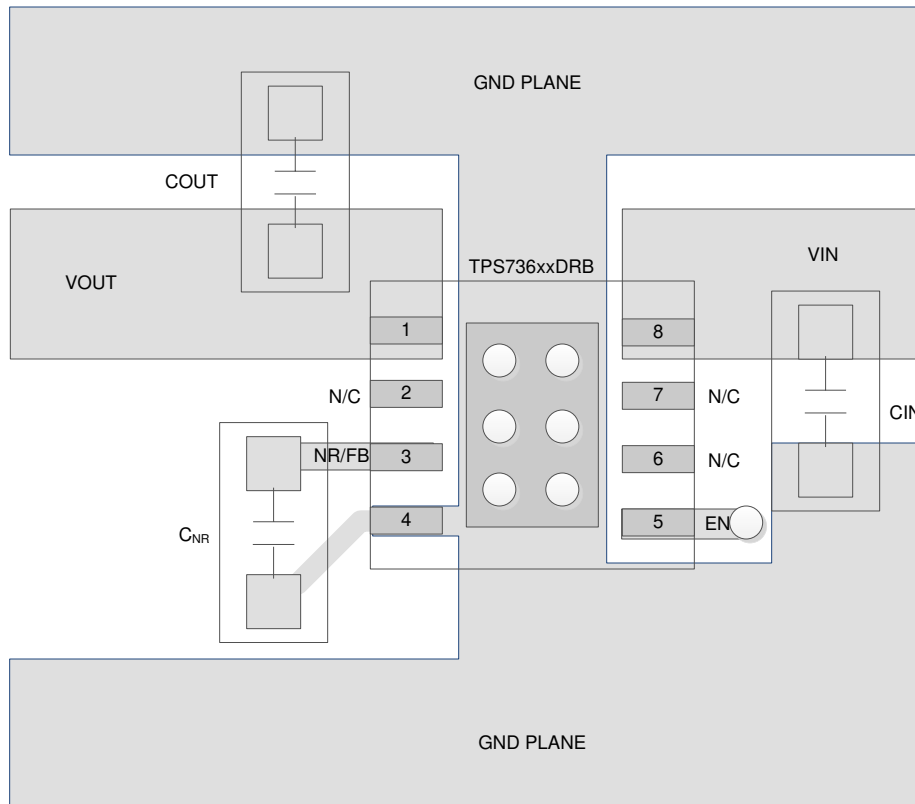 GND PLANE
COUT
TPS736xxDRB
VIN
VOUT
1
8
2
N/C
7
N/C
CIN
NR/FB
3
6
N/C
4
5
EN
CNR
GND PLANE